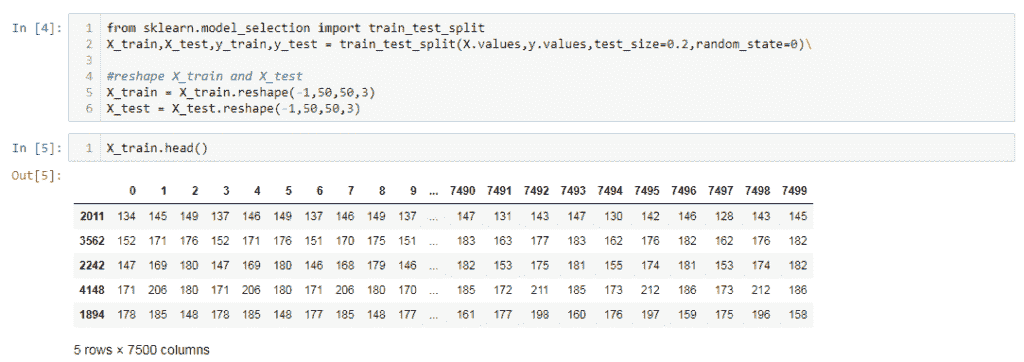 In [4]:
1 from sklearn.model_selection import train_test_split
2 X_train,X_test,y_train,y_test = train_test_split(X.values,y.values,test_size=0.2,random_state=0)\
3
4 #reshape X_train and X_test
5 X_train = X_train.reshape(-1,50,50,3)
6 X_test = X_test.reshape(-1,50,50,3)
In [5]:
1 X_train.head()
Out[5]:
0 1 2 3 4 5 6 7 8 9 ... 7490 7491 7492 7493 7494 7495 7496 7497 7498 7499
2011 134 145 149 137 146 149 137 146 149 137 ... 147 131 143 147 130 142 146 128 143 145
3562 152 171 176 152 171 176 151 170 175 151 ... 183 163 177 183 162 176 182 162 176 182
2242 147 169 180 147 169 180 146 168 179 146 ... 182 153 175 181 155 174 181 153 174 182
4148 171 206 180 171 206 180 171 206 180 170 ... 185 172 211 185 173 212 186 173 212 186
1894 178 185 148 178 185 148 177 185 148 177 ... 161 177 198 160 176 197 159 175 196 158
5 rows × 7500 columns